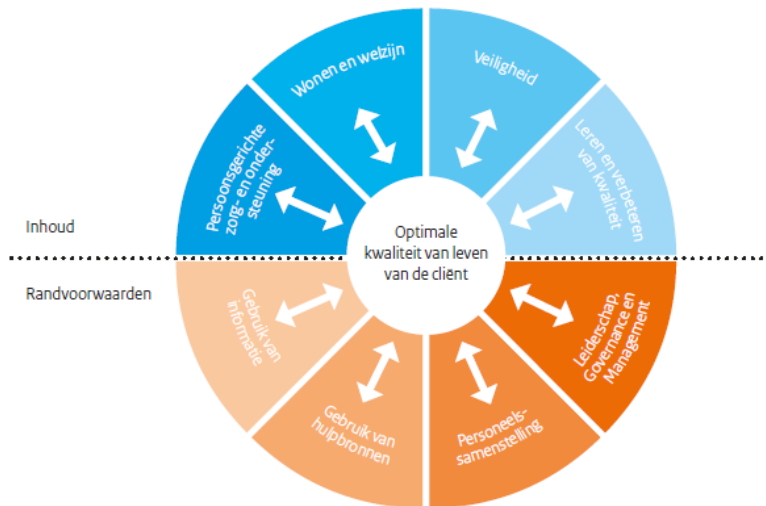 Wonen en welzijn
Veiligheid
Persoonsgerichte
zorg- en onder-
steuning
Leren en verbeteren
van kwaliteit
Inhoud
Optimale
kwaliteit van leven
van de cliënt
Randvoorwaarden
Gebruik van
informatie
Leiderschap,
Governance en
Management
Gebruik van
hulpbronnen
Personeels-
samenstelling